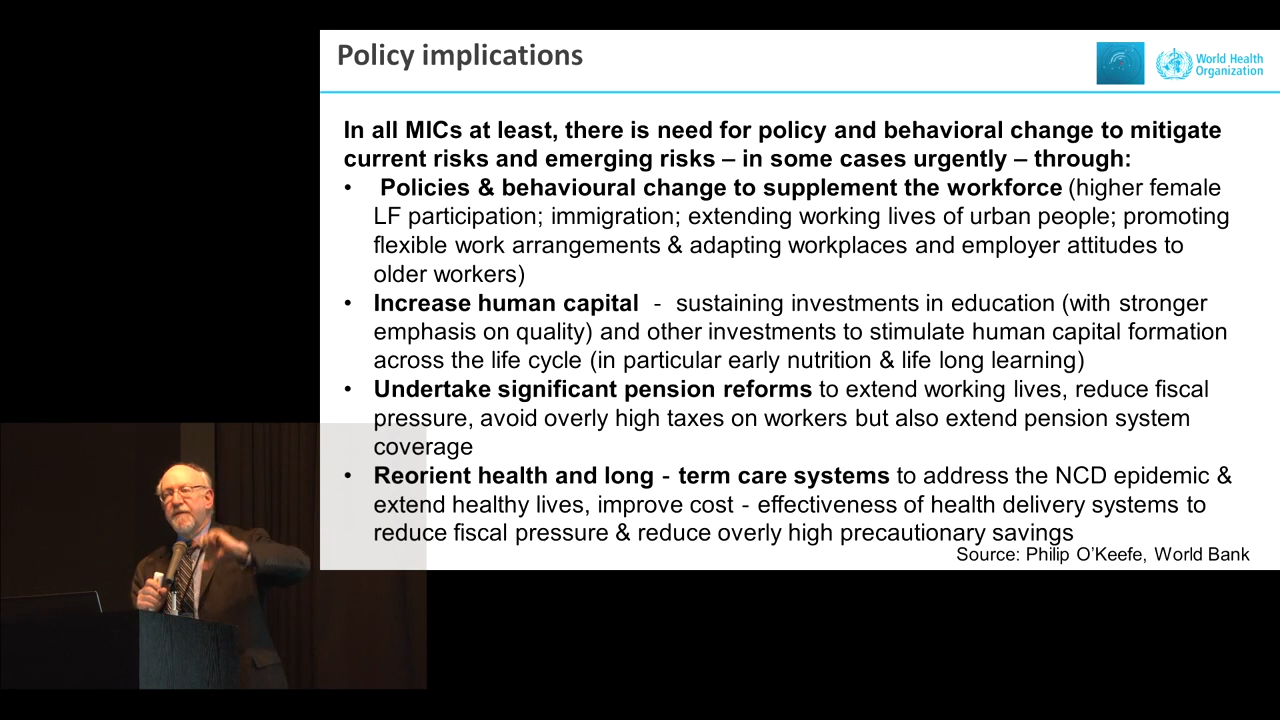 Policy implications
World Health
Organization
In all MICs at least, there is need for policy and behavioral change to mitigate
current risks and emerging risks – in some cases urgently – through:
• Policies & behavioural change to supplement the workforce (higher female
LF participation; immigration; extending working lives of urban people; promoting
flexible work arrangements & adapting workplaces and employer attitudes to
older workers)
• Increase human capital - sustaining investments in education (with stronger
emphasis on quality) and other investments to stimulate human capital formation
across the life cycle (in particular early nutrition & life long learning)
• Undertake significant pension reforms to extend working lives, reduce fiscal
pressure, avoid overly high taxes on workers but also extend pension system
coverage
• Reorient health and long - term care systems to address the NCD epidemic &
extend healthy lives, improve cost - effectiveness of health delivery systems to
reduce fiscal pressure & reduce overly high precautionary savings
Source: Philip O’Keefe, World Bank